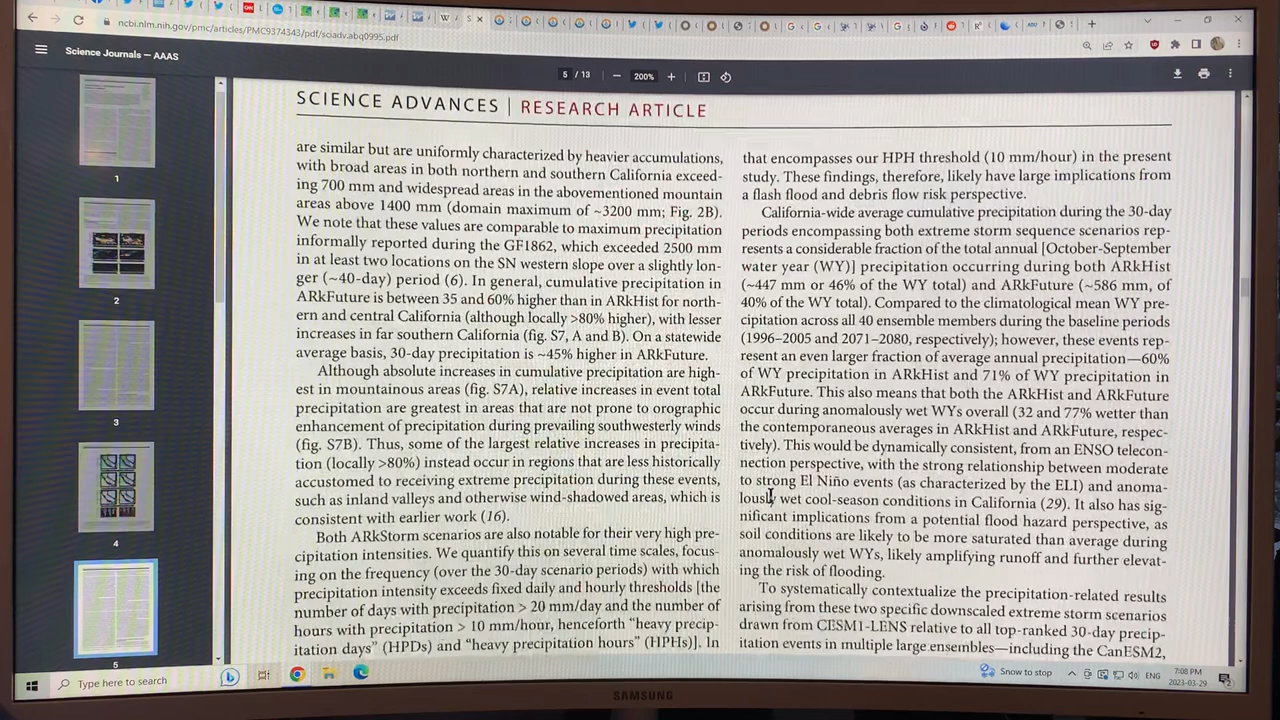 ncbi.nlm.nih.gov/pmc/articles/PMC9374343/pdf/sciadv.abq0995.pdf
Science Journals — AAAS
5 / 13
200%
1
2
3
4
5
SCIENCE ADVANCES | RESEARCH ARTICLE
are similar but are uniformly characterized by heavier accumulations,
with broad areas in both northern and southern California exceed-
ing 700 mm and widespread areas in the abovementioned mountain
areas above 1400 mm (domain maximum of ~3200 mm; Fig. 2B).
We note that these values are comparable to maximum precipitation
informally reported during the GF1862, which exceeded 2500 mm
in at least two locations on the SN western slope over a slightly lon-
ger (~40-day) period (6). In general, cumulative precipitation in
ARkFuture is between 35 and 60% higher than in ARkHist for north-
ern and central California (although locally >80% higher), with lesser
increases in far southern California (fig. S7, A and B). On a statewide
average basis, 30-day precipitation is ~45% higher in ARkFuture.
Although absolute increases in cumulative precipitation are high-
est in mountainous areas (fig. S7A), relative increases in event total
precipitation are greatest in areas that are not prone to orographic
enhancement of precipitation during prevailing southwesterly winds
(fig. S7B). Thus, some of the largest relative increases in precipita-
tion (locally >80%) instead occur in regions that are less historically
accustomed to receiving extreme precipitation during these events,
such as inland valleys and otherwise wind-shadowed areas, which is
consistent with earlier work (16).
Both ARkStorm scenarios are also notable for their very high pre-
cipitation intensities. We quantify this on several time scales, focus-
ing on the frequency (over the 30-day scenario periods) with which
precipitation intensity exceeds fixed daily and hourly thresholds [the
number of days with precipitation > 20 mm/day and the number of
hours with precipitation > 10 mm/hour, henceforth “heavy precip-
itation days” (HPDs) and “heavy precipitation hours” (HPHs)]. In
that encompasses our HPH threshold (10 mm/hour) in the present
study. These findings, therefore, likely have large implications from
a flash flood and debris flow risk perspective.
California-wide average cumulative precipitation during the 30-day
periods encompassing both extreme storm sequence scenarios rep-
resents a considerable fraction of the total annual [October-September
water year (WY)] precipitation occurring during both ARkHist
(~447 mm or 46% of the WY total) and ARkFuture (~586 mm, of
40% of the WY total). Compared to the climatological mean WY pre-
cipitation across all 40 ensemble members during the baseline periods
(1996–2005 and 2071–2080, respectively); however, these events rep-
resent an even larger fraction of average annual precipitation—60%
of WY precipitation in ARkHist and 71% of WY precipitation in
ARkFuture. This also means that both the ARkHist and ARkFuture
occur during anomalously wet WYs overall (32 and 77% wetter than
the contemporaneous averages in ARkHist and ARkFuture, respec-
tively). This would be dynamically consistent, from an ENSO telecon-
nection perspective, with the strong relationship between moderate
to strong El Niño events (as characterized by the ELI) and anoma-
lously wet cool-season conditions in California (29). It also has sig-
nificant implications from a potential flood hazard perspective, as
soil conditions are likely to be more saturated than average during
anomalously wet WYs, likely amplifying runoff and further elevat-
ing the risk of flooding.
To systematically contextualize the precipitation-related results
arising from these two specific downscaled extreme storm scenarios
drawn from CESM1-LENS relative to all top-ranked 30-day precip-
itation events in multiple large ensembles—including the CanESM2,
Type here to search
Snow to stop
ENG
7:08 PM
2023-03-29
SAMSUNG